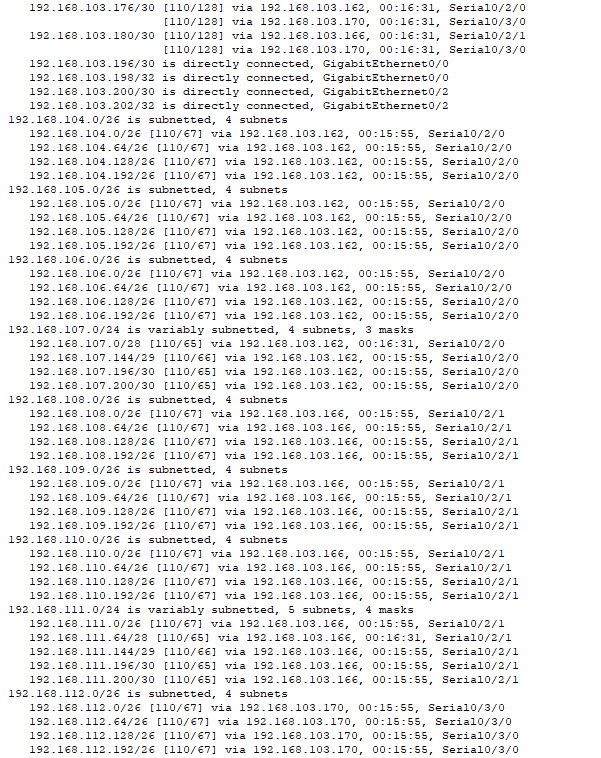 192.168.103.176/30 [110/128] via 192.168.103.162, 00:16:31, Serial0/2/0
[110/128] via 192.168.103.170, 00:16:31, Serial0/3/0
192.168.103.180/30 [110/128] via 192.168.103.166, 00:16:31, Serial0/2/1
[110/128] via 192.168.103.170, 00:16:31, Serial0/3/0
192.168.103.196/30 is directly connected, GigabitEthernet0/0
192.168.103.198/32 is directly connected, GigabitEthernet0/0
192.168.103.200/30 is directly connected, GigabitEthernet0/2
192.168.103.202/32 is directly connected, GigabitEthernet0/2
192.168.104.0/26 is subnetted, 4 subnets
192.168.104.0/26 [110/67] via 192.168.103.162, 00:15:55, Serial0/2/0
192.168.104.64/26 [110/67] via 192.168.103.162, 00:15:55, Serial0/2/0
192.168.104.128/26 [110/67] via 192.168.103.162, 00:15:55, Serial0/2/0
192.168.104.192/26 [110/67] via 192.168.103.162, 00:15:55, Serial0/2/0
192.168.105.0/26 is subnetted, 4 subnets
192.168.105.0/26 [110/67] via 192.168.103.162, 00:15:55, Serial0/2/0
192.168.105.64/26 [110/67] via 192.168.103.162, 00:15:55, Serial0/2/0
192.168.105.128/26 [110/67] via 192.168.103.162, 00:15:55, Serial0/2/0
192.168.105.192/26 [110/67] via 192.168.103.162, 00:15:55, Serial0/2/0
192.168.106.0/26 is subnetted, 4 subnets
192.168.106.0/26 [110/67] via 192.168.103.162, 00:15:55, Serial0/2/0
192.168.106.64/26 [110/67] via 192.168.103.162, 00:15:55, Serial0/2/0
192.168.106.128/26 [110/67] via 192.168.103.162, 00:15:55, Serial0/2/0
192.168.106.192/26 [110/67] via 192.168.103.162, 00:15:55, Serial0/2/0
192.168.107.0/24 is variably subnetted, 4 subnets, 3 masks
192.168.107.0/28 [110/65] via 192.168.103.162, 00:16:31, Serial0/2/0
192.168.107.144/29 [110/66] via 192.168.103.162, 00:15:55, Serial0/2/0
192.168.107.196/30 [110/65] via 192.168.103.162, 00:15:55, Serial0/2/0
192.168.107.200/30 [110/65] via 192.168.103.162, 00:15:55, Serial0/2/0
192.168.108.0/26 is subnetted, 4 subnets
192.168.108.0/26 [110/67] via 192.168.103.166, 00:15:55, Serial0/2/1
192.168.108.64/26 [110/67] via 192.168.103.166, 00:15:55, Serial0/2/1
192.168.108.128/26 [110/67] via 192.168.103.166, 00:15:55, Serial0/2/1
192.168.108.192/26 [110/67] via 192.168.103.166, 00:15:55, Serial0/2/1
192.168.109.0/26 is subnetted, 4 subnets
192.168.109.0/26 [110/67] via 192.168.103.166, 00:15:55, Serial0/2/1
192.168.109.64/26 [110/67] via 192.168.103.166, 00:15:55, Serial0/2/1
192.168.109.128/26 [110/67] via 192.168.103.166, 00:15:55, Serial0/2/1
192.168.109.192/26 [110/67] via 192.168.103.166, 00:15:55, Serial0/2/1
192.168.110.0/26 is subnetted, 4 subnets
192.168.110.0/26 [110/67] via 192.168.103.166, 00:15:55, Serial0/2/1
192.168.110.64/26 [110/67] via 192.168.103.166, 00:15:55, Serial0/2/1
192.168.110.128/26 [110/67] via 192.168.103.166, 00:15:55, Serial0/2/1
192.168.110.192/26 [110/67] via 192.168.103.166, 00:15:55, Serial0/2/1
192.168.111.0/24 is variably subnetted, 5 subnets, 4 masks
192.168.111.0/26 [110/67] via 192.168.103.166, 00:15:55, Serial0/2/1
192.168.111.64/28 [110/65] via 192.168.103.166, 00:16:31, Serial0/2/1
192.168.111.144/29 [110/66] via 192.168.103.166, 00:15:55, Serial0/2/1
192.168.111.196/30 [110/65] via 192.168.103.166, 00:15:55, Serial0/2/1
192.168.111.200/30 [110/65] via 192.168.103.166, 00:15:55, Serial0/2/1
192.168.112.0/26 is subnetted, 4 subnets
192.168.112.0/26 [110/67] via 192.168.103.170, 00:15:55, Serial0/3/0
192.168.112.64/26 [110/67] via 192.168.103.170, 00:15:55, Serial0/3/0
192.168.112.128/26 [110/67] via 192.168.103.170, 00:15:55, Serial0/3/0
192.168.112.192/26 [110/67] via 192.168.103.170, 00:15:55, Serial0/3/0